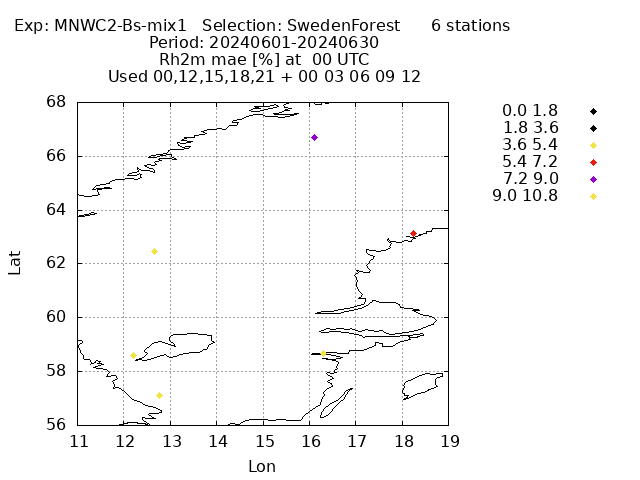 Exp: MNWC2-Bs-mix1 Selection: SwedenForest 6 stations
Period: 20240601-20240630
Rh2m mae [%] at 00 UTC
Used 00,12,15,18,21 + 00 03 06 09 12
0.0 1.8
1.8 3.6
3.6 5.4
5.4 7.2
7.2 9.0
9.0 10.8
68
66
64
62
60
58
56
Lat
11 12 13 14 15 16 17 18 19
Lon